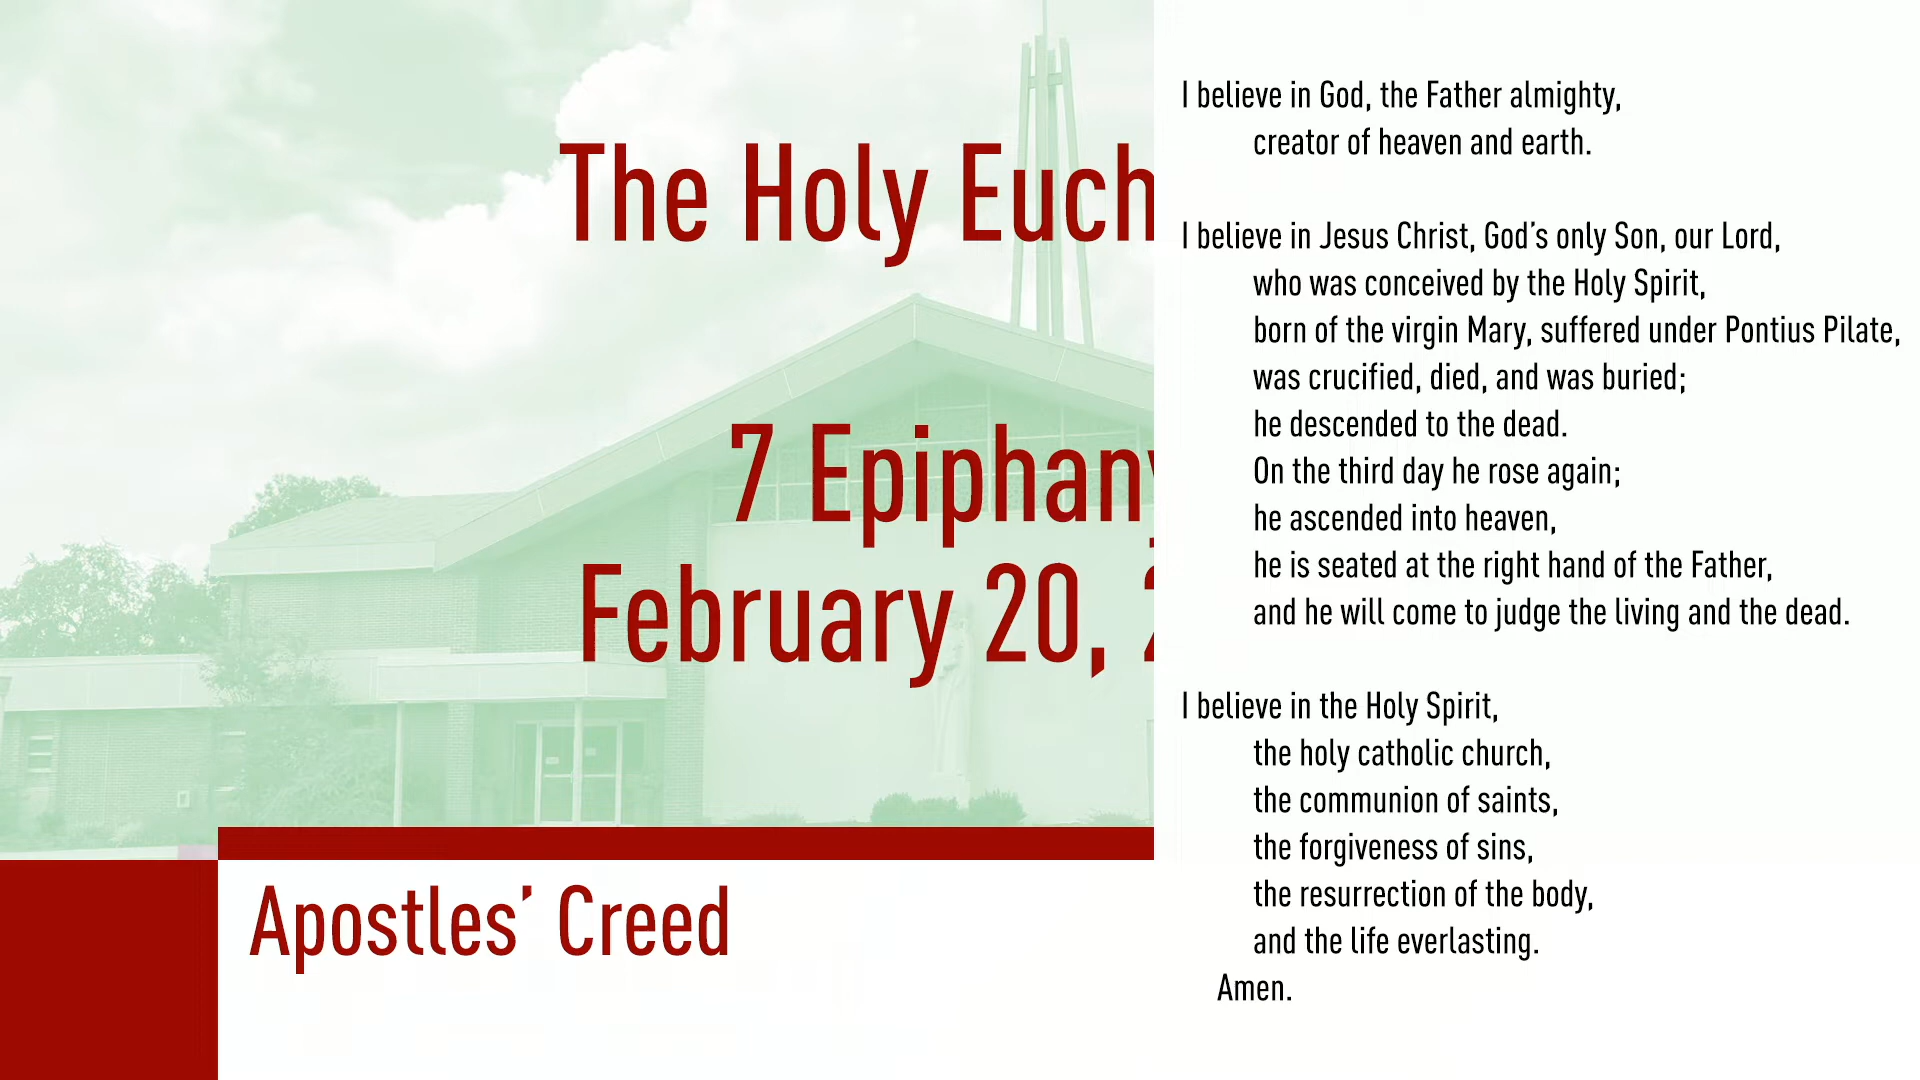 The Holy Euch
7 Epiphany
February 20, 2
Apostles’ Creed
I believe in God, the Father almighty,
creator of heaven and earth.
I believe in Jesus Christ, God’s only Son, our Lord,
who was conceived by the Holy Spirit,
born of the virgin Mary, suffered under Pontius Pilate,
was crucified, died, and was buried;
he descended to the dead.
On the third day he rose again;
he ascended into heaven,
he is seated at the right hand of the Father,
and he will come to judge the living and the dead.
I believe in the Holy Spirit,
the holy catholic church,
the communion of saints,
the forgiveness of sins,
the resurrection of the body,
and the life everlasting.
Amen.